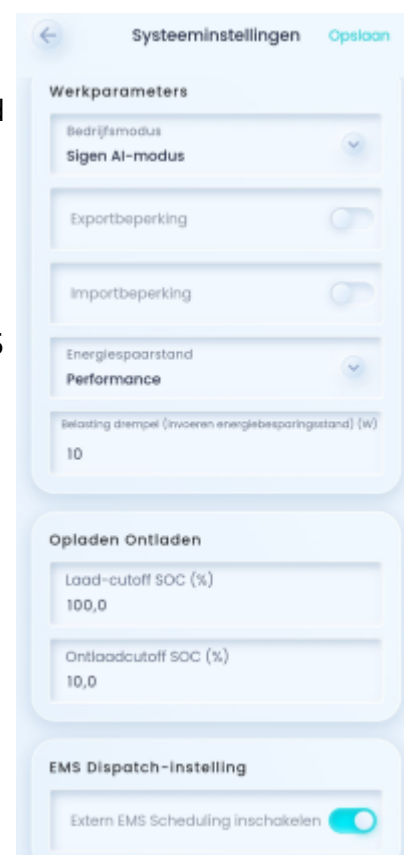 Systeeminstellingen Opslaan
Werkparameters
Bedrijfsmodus
Sigen AI-modus
Exportbeperking
Importbeperking
Energiespaarstand
Performance
Belasting drempel (invoeren energiebesparingsstand) (W)
10
Opladen Ontladen
Laad-cutoff SOC (%)
100,0
Ontlaadcutoff SOC (%)
10,0
EMS Dispatch-instelling
Extern EMS Scheduling inschakelen